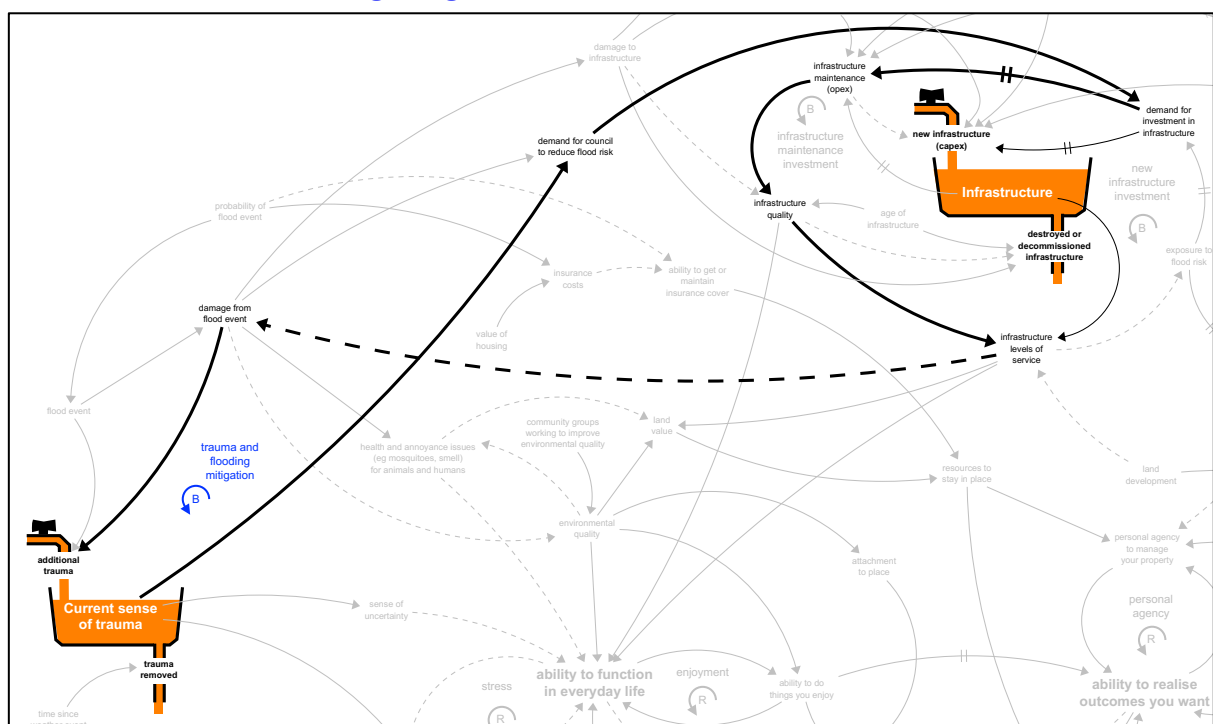 damage to
infrastructure
infrastructure
maintenance
(opex)
B
infrastructure
maintenance
investment
new infrastructure
(capex)
demand for
investment in
infrastructure
demand for council
to reduce flood risk
Infrastructure
new
infrastructure
investment
B
probability of
flood event
infrastructure
quality
age of
infrastructure
destroyed or
decommissioned
infrastructure
exposure to
flood risk
insurance
costs
ability to get or
maintain
insurance cover
damage from
flood event
value of
housing
infrastructure
levels of
service
flood event
trauma and
flooding
mitigation
B
community groups
working to improve
environmental quality
land
value
health and annoyance issues
(eg mosquitoes, smell)
for animals and humans
resources to
stay in place
land
development
environmental
quality
additional
trauma
attachment
to place
personal agency
to manage
your property
Current sense
of trauma
sense of
uncertainty
personal
agency
R
trauma
removed
stress
R
ability to function
in everyday life
enjoyment
R
ability to do
things you enjoy
ability to realise
outcomes you want
time since